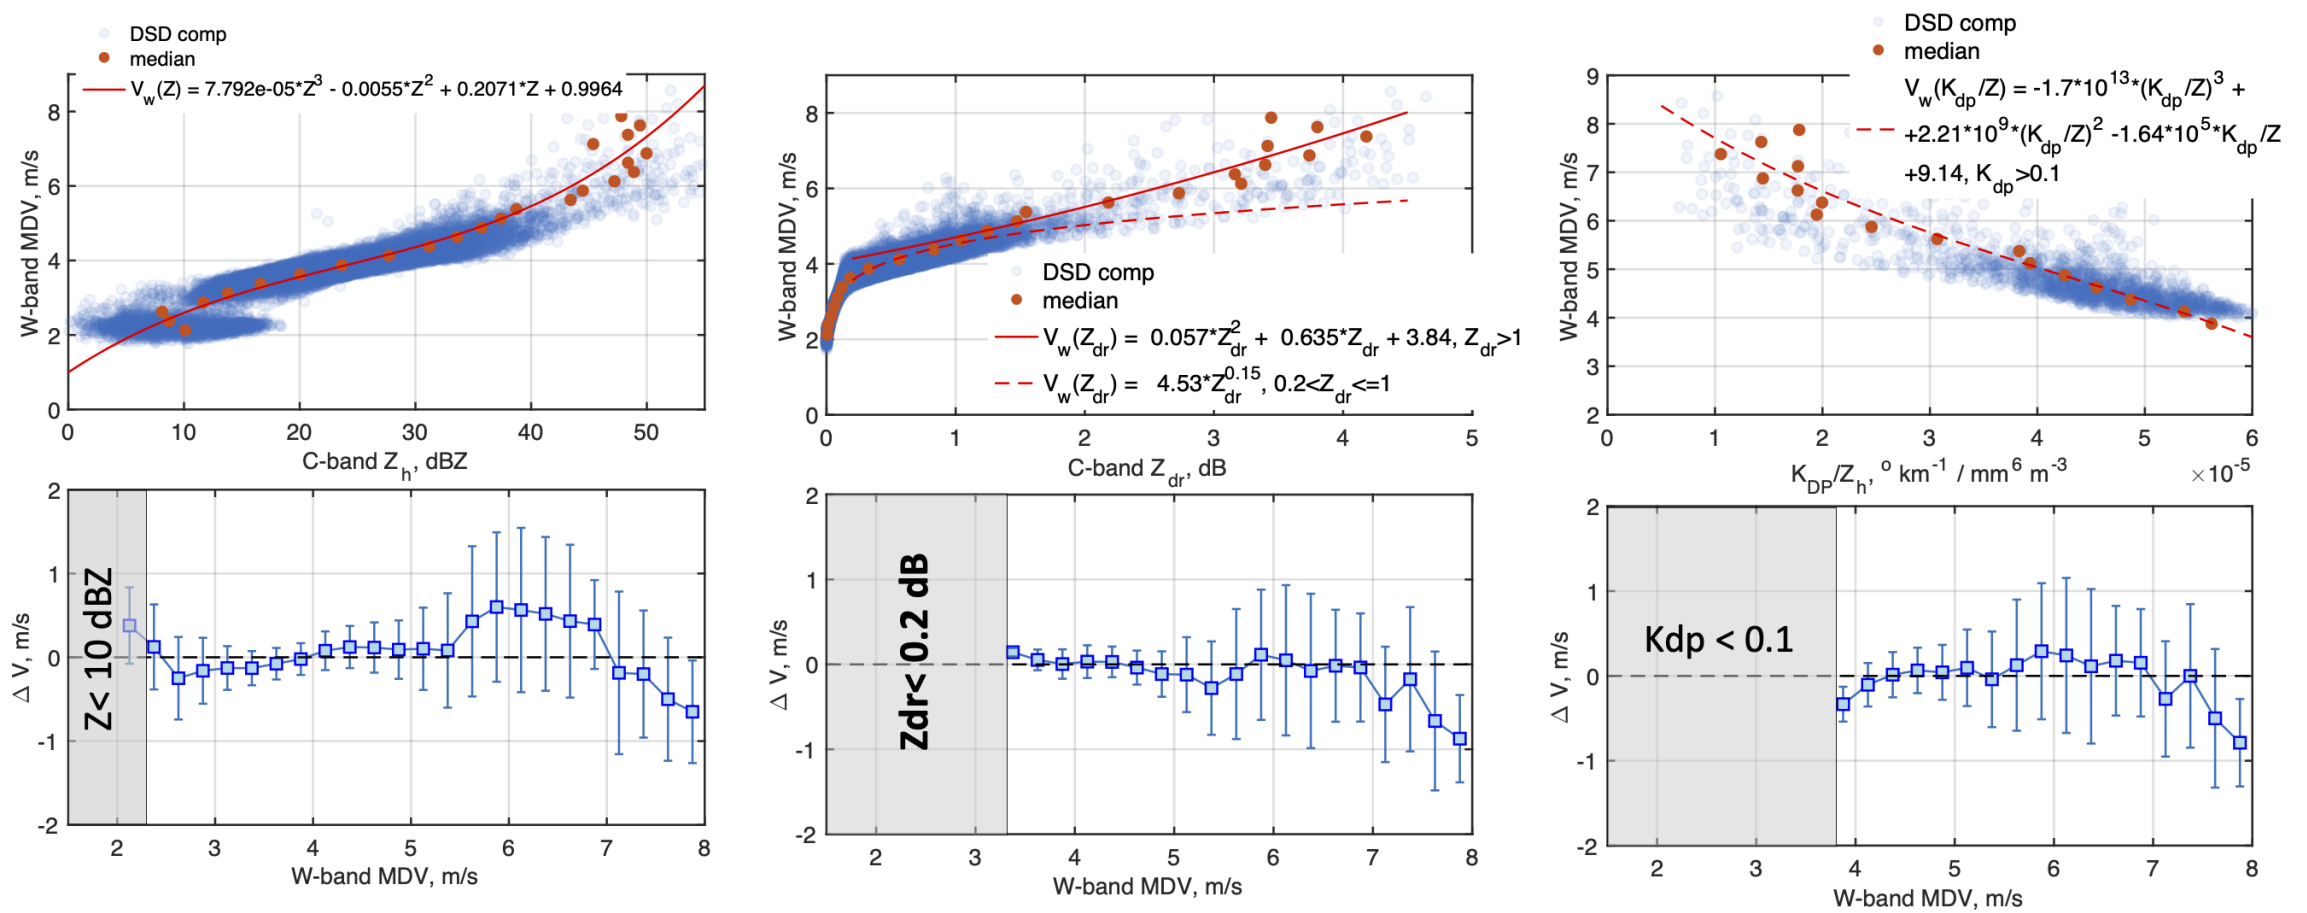 DSD comp
median
V_w(Z) = 7.792e-05*Z^3 - 0.0055*Z^2 + 0.2071*Z + 0.9964
W-band MDV, m/s
8
6
4
2
0
0 10 20 30 40 50
C-band Z_h, dBZ
W-band MDV, m/s
8
6
4
2
0
DSD comp
median
V_w(Z_dr) = 0.057*Z_dr^2 + 0.635*Z_dr + 3.84, Z_dr>1
V_w(Z_dr) = 4.53*Z_dr^0.15, 0.2<Z_dr<=1
0 1 2 3 4 5
C-band Z_dr, dB
DSD comp
median
V_w(K_dp/Z) = -1.7*10^13*(K_dp/Z)^3 +
+2.21*10^9*(K_dp/Z)^2 -1.64*10^5*K_dp/Z
+9.14, K_dp>0.1
W-band MDV, m/s
9
8
7
6
5
4
3
2
0 1 2 3 4 5 6
K_DP/Z_h, ° km^-1 / mm^6 m^-3
×10^-5
Δ V, m/s
2
1
0
-1
-2
Z< 10 dBZ
2 3 4 5 6 7 8
W-band MDV, m/s
Δ V, m/s
2
1
0
-1
-2
Zdr< 0.2 dB
2 3 4 5 6 7 8
W-band MDV, m/s
Δ V, m/s
2
1
0
-1
-2
Kdp < 0.1
2 3 4 5 6 7 8
W-band MDV, m/s